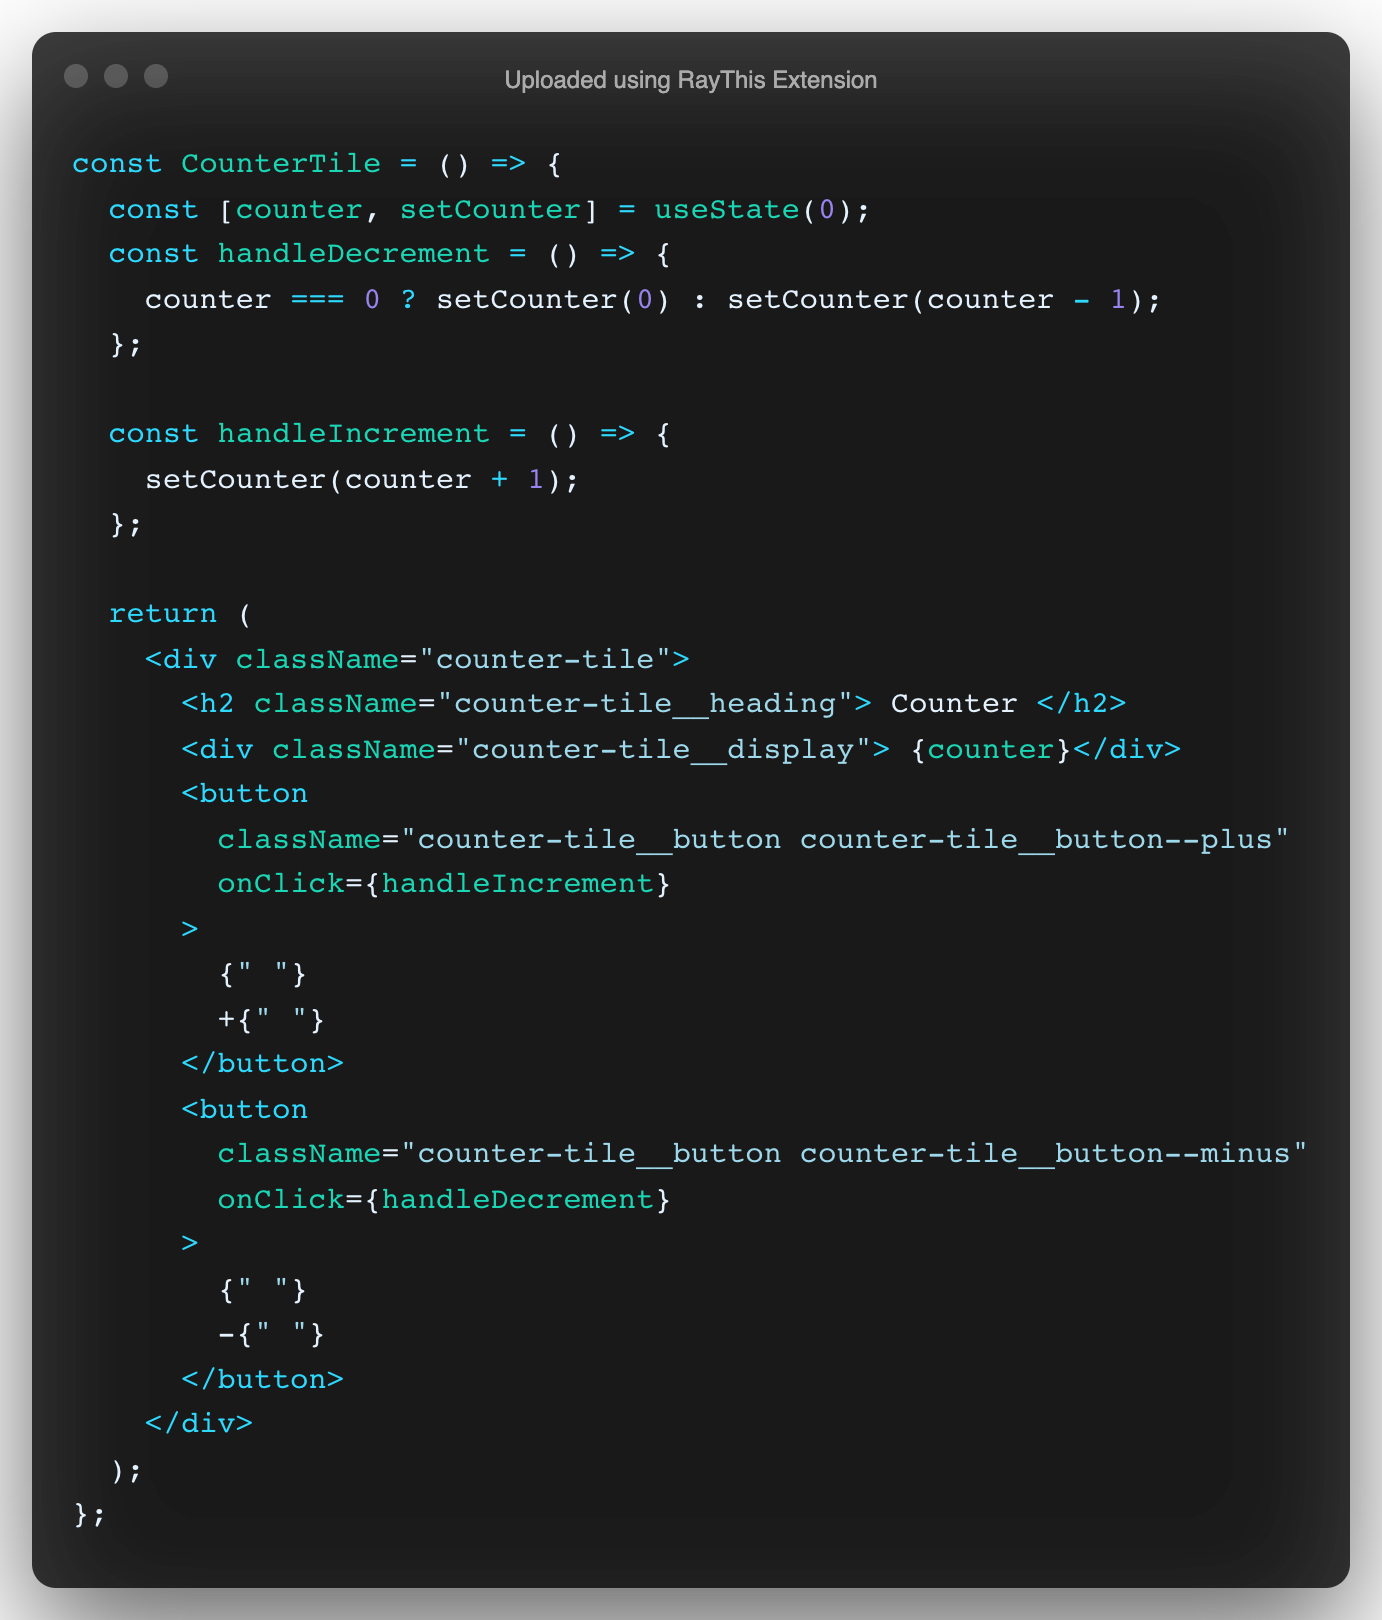 Uploaded using RayThis Extension
const CounterTile = () => {
  const [counter, setCounter] = useState(0);
  const handleDecrement = () => {
    counter === 0 ? setCounter(0) : setCounter(counter - 1);
  };

  const handleIncrement = () => {
    setCounter(counter + 1);
  };

  return (
    <div className="counter-tile">
      <h2 className="counter-tile__heading"> Counter </h2>
      <div className="counter-tile__display"> {counter}</div>
      <button
        className="counter-tile__button counter-tile__button--plus"
        onClick={handleIncrement}
      >
        {" "}
        +{" "}
      </button>
      <button
        className="counter-tile__button counter-tile__button--minus"
        onClick={handleDecrement}
      >
        {" "}
        -{" "}
      </button>
    </div>
  );
};